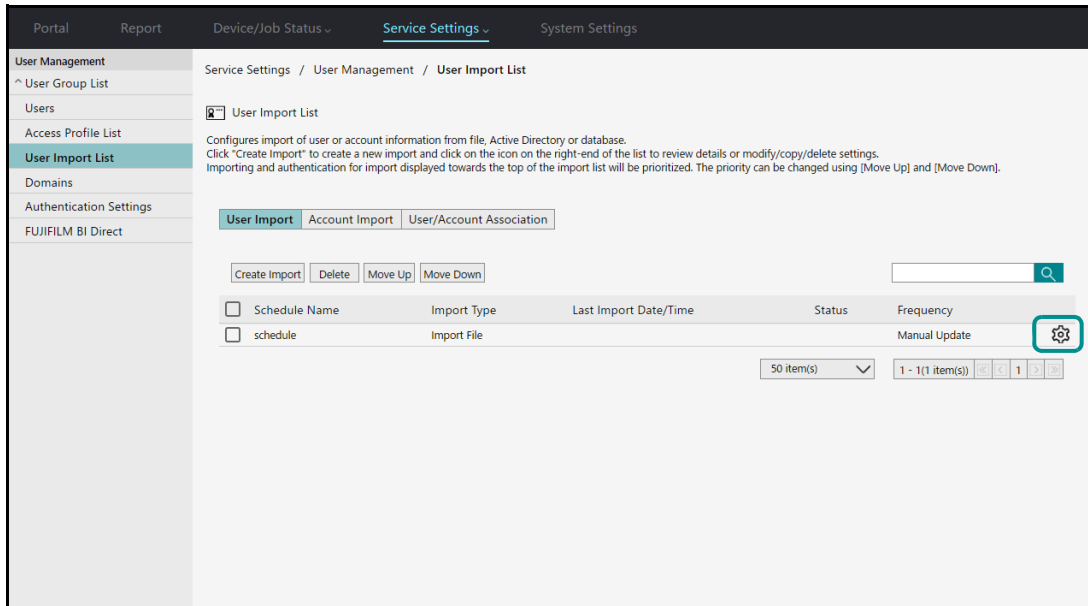 Portal Report Device/Job Status Service Settings System Settings
User Management
User Group List
Users
Access Profile List
User Import List
Domains
Authentication Settings
FUJIFILM BI Direct
Service Settings / User Management / User Import List
User Import List
Configures import of user or account information from file, Active Directory or database.
Click "Create Import" to create a new import and click on the icon on the right-end of the list to review details or modify/copy/delete settings.
Importing and authentication for import displayed towards the top of the import list will be prioritized. The priority can be changed using [Move Up] and [Move Down].
User Import Account Import User/Account Association
Create Import Delete Move Up Move Down
Schedule Name Import Type Last Import Date/Time Status Frequency
schedule Import File Manual Update
50 item(s) 1 - 1(1 item(s)) 1